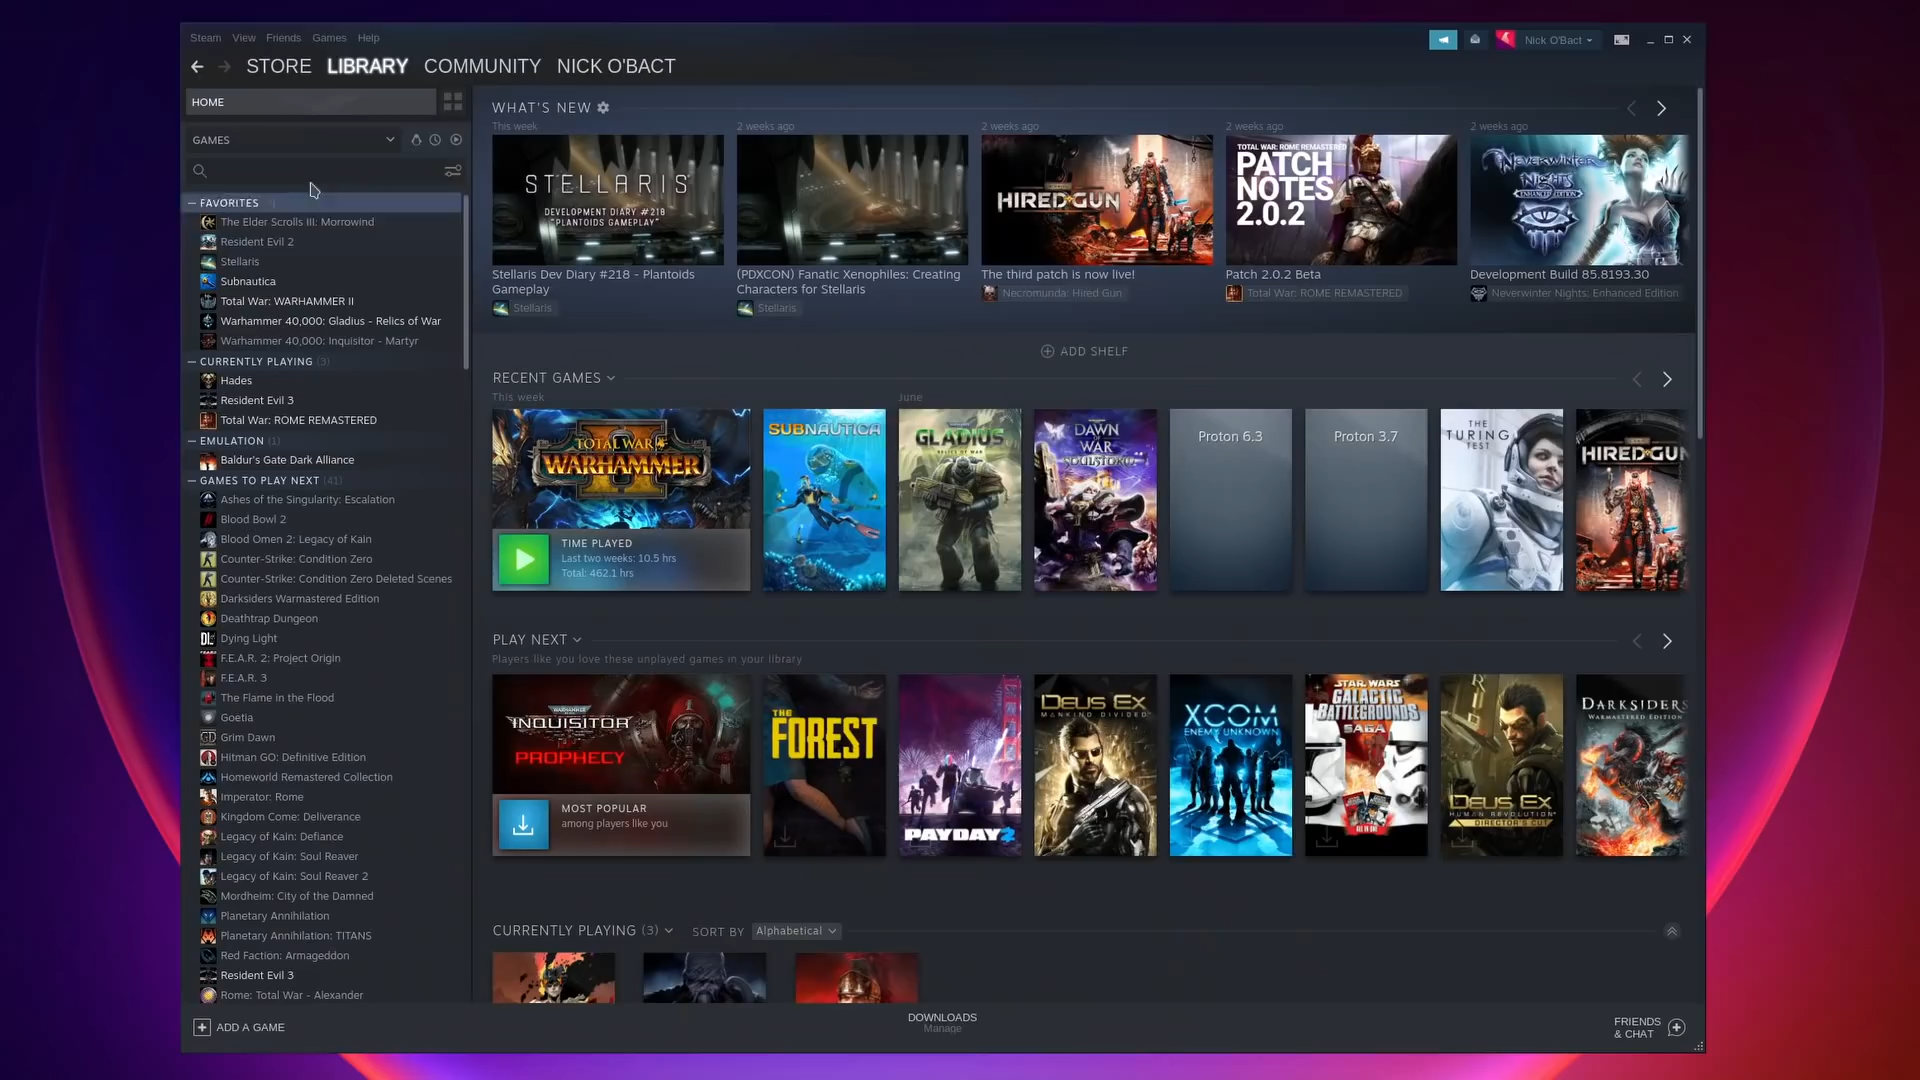 Steam View Friends Games Help
Nick O'Bact
STORE LIBRARY COMMUNITY NICK O'BACT
HOME
GAMES
FAVORITES
The Elder Scrolls III: Morrowind
Resident Evil 2
Stellaris
Subnautica
Total War: WARHAMMER II
Warhammer 40,000: Gladius - Relics of War
Warhammer 40,000: Inquisitor - Martyr
CURRENTLY PLAYING (3)
Hades
Resident Evil 3
Total War: ROME REMASTERED
EMULATION (1)
Baldur's Gate Dark Alliance
GAMES TO PLAY NEXT (41)
Ashes of the Singularity: Escalation
Blood Bowl 2
Blood Omen 2: Legacy of Kain
Counter-Strike: Condition Zero
Counter-Strike: Condition Zero Deleted Scenes
Darksiders Warmastered Edition
Deathtrap Dungeon
Dying Light
F.E.A.R. 2: Project Origin
F.E.A.R. 3
The Flame in the Flood
Goetia
Grim Dawn
Hitman GO: Definitive Edition
Homeworld Remastered Collection
Imperator: Rome
Kingdom Come: Deliverance
Legacy of Kain: Defiance
Legacy of Kain: Soul Reaver
Legacy of Kain: Soul Reaver 2
Mordheim: City of the Damned
Planetary Annihilation
Planetary Annihilation: TITANS
Red Faction: Armageddon
Resident Evil 3
Rome: Total War - Alexander
ADD A GAME
WHAT'S NEW
This week
2 weeks ago
2 weeks ago
2 weeks ago
2 weeks ago
STELLARIS
DEVELOPMENT DIARY #218
"PLANTOIDS GAMEPLAY"
HIRED GUN
TOTAL WAR: ROME REMASTERED
PATCH
NOTES
2.0.2
NEVERWINTER
NIGHTS
ENHANCED EDITION
Stellaris Dev Diary #218 - Plantoids
Gameplay
Stellaris
(PDXCON) Fanatic Xenophiles: Creating
Characters for Stellaris
Stellaris
The third patch is now live!
Necromunda: Hired Gun
Patch 2.0.2 Beta
Total War: ROME REMASTERED
Development Build 85.8193.30
Neverwinter Nights: Enhanced Edition
ADD SHELF
RECENT GAMES
This week
June
TOTAL WAR
WARHAMMER
II
TIME PLAYED
Last two weeks: 10.5 hrs
Total: 462.1 hrs
SUBNAUTICA
GLADIUS
RELICS OF WAR
DAWN
OF
WAR
SOULSTORM
Proton 6.3
Proton 3.7
THE
TURING
TEST
HIRED GUN
PLAY NEXT
Players like you love these unplayed games in your library
WARHAMMER
INQUISITOR
PROPHECY
MOST POPULAR
among players like you
THE
FOREST
PAYDAY 2
DEUS EX
MANKIND DIVIDED
XCOM
ENEMY UNKNOWN
STAR WARS
GALACTIC
BATTLEGROUNDS
SAGA
ALL IN ONE
DEUS EX
HUMAN REVOLUTION
DIRECTOR'S CUT
DARKSIDERS
WARMASTERED EDITION
CURRENTLY PLAYING (3) SORT BY Alphabetical
DOWNLOADS
Manage
FRIENDS
& CHAT